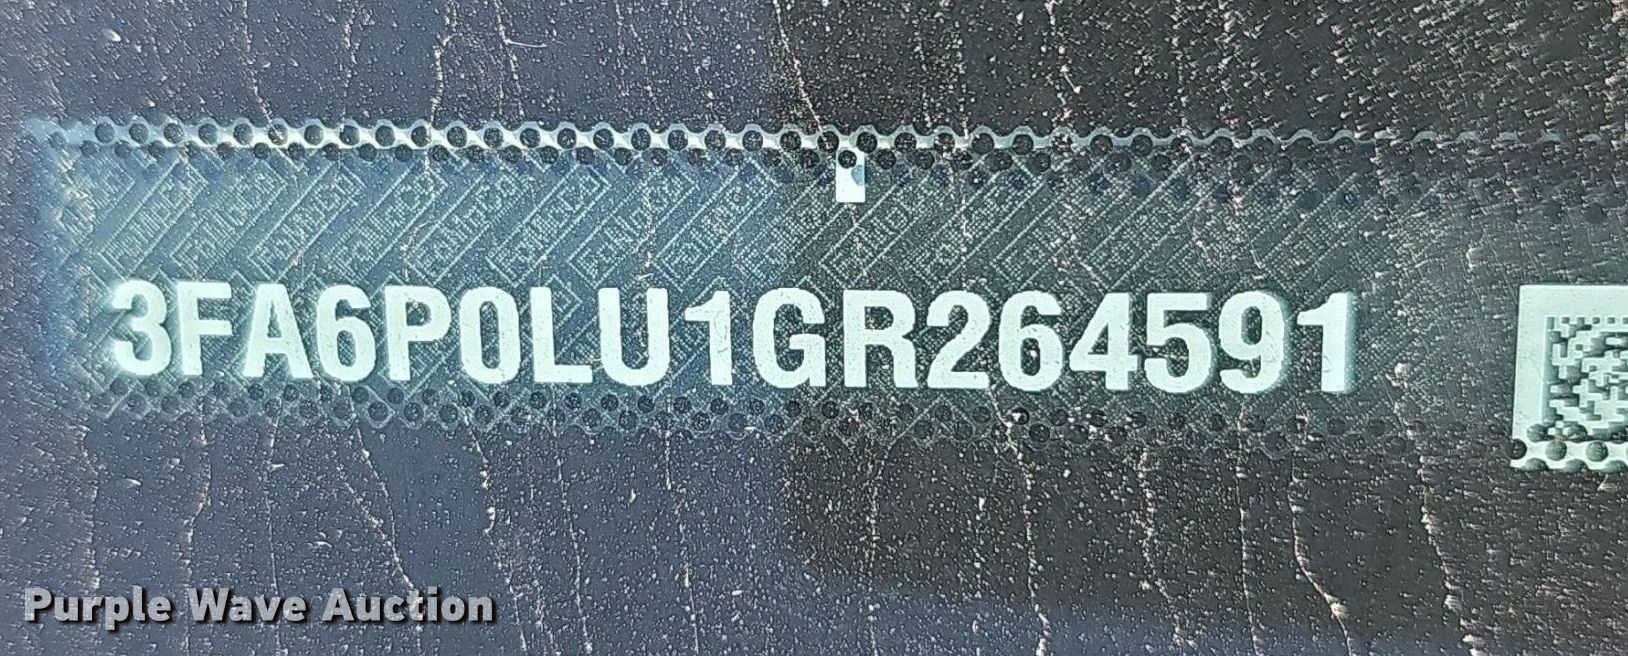 3FA6P0LU1GR264591
Purple Wave Auction